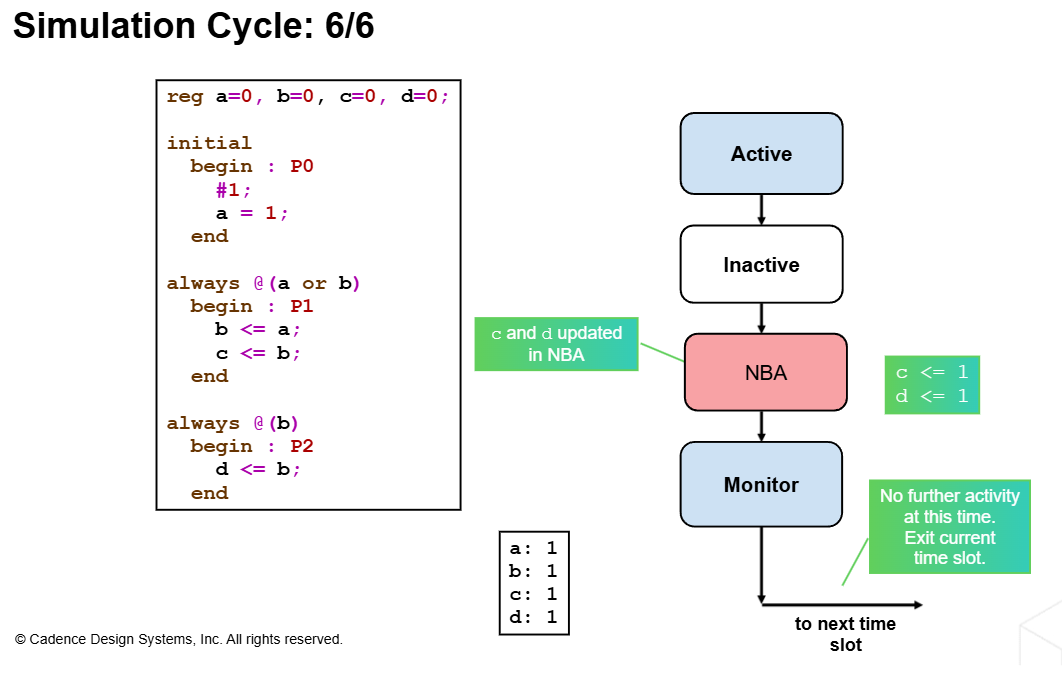 Simulation Cycle: 6/6
reg a=0, b=0, c=0, d=0;
initial
begin : P0
#1;
a = 1;
end
always @(a or b)
begin : P1
b <= a;
c <= b;
end
always @(b)
begin : P2
d <= b;
end
Active
Inactive
c and d updated
in NBA
NBA
c <= 1
d <= 1
Monitor
No further activity
at this time.
Exit current
time slot.
a: 1
b: 1
c: 1
d: 1
to next time
slot
© Cadence Design Systems, Inc. All rights reserved.